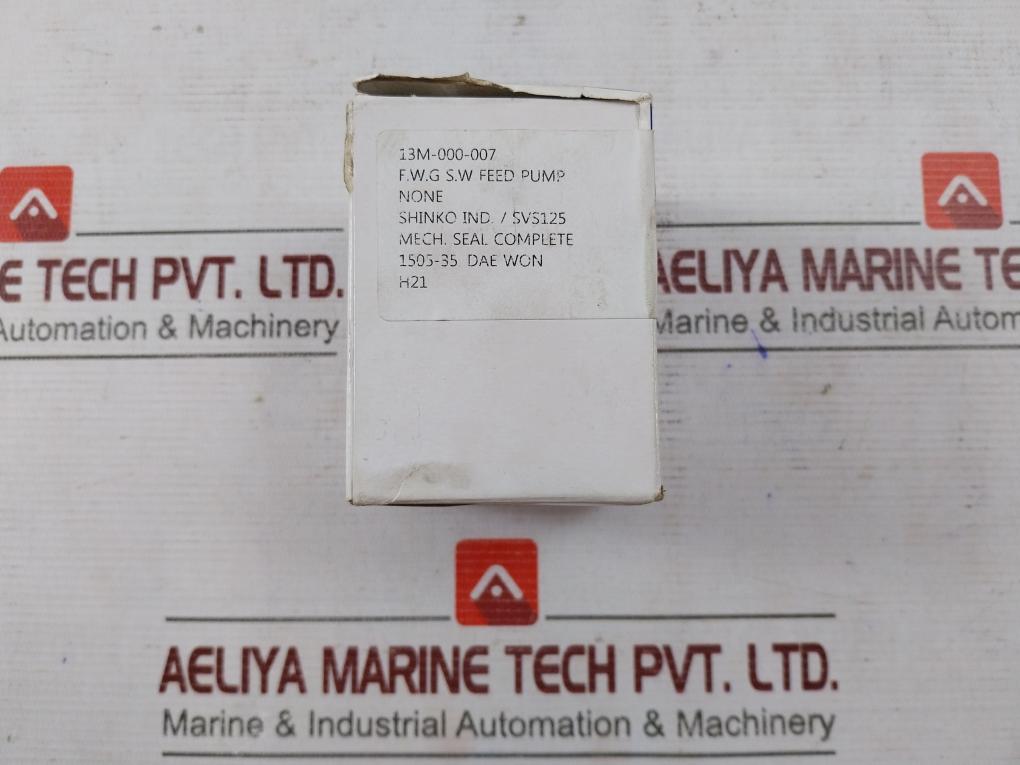 13M-000-007
F.W.G S.W FEED PUMP
NONE
SHINKO IND. / SVS125
MECH. SEAL COMPLETE
1505-35 DAE WON
H21
E TECH PVT. LTD.
Automation & Machinery
AELIYA MARINE TE
Marine & Industrial Autom
AELIYA MARINE TECH PVT. LTD.
Marine & Industrial Automation & Machinery